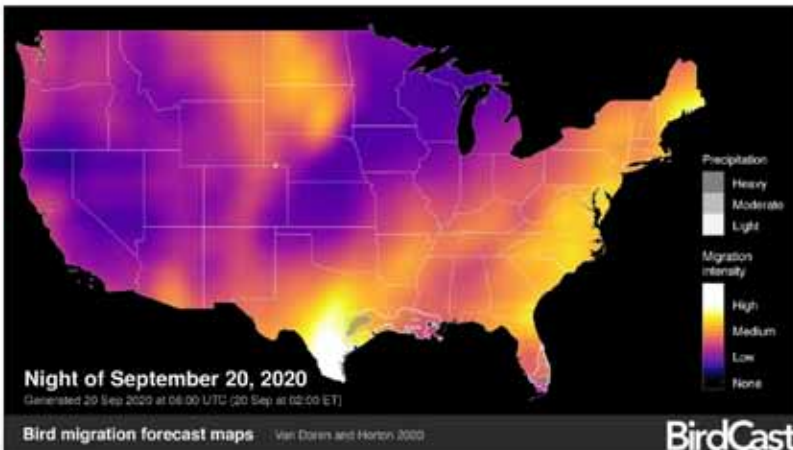 Precipitation
Heavy
Moderate
Light
Migration
intensity
High
Medium
Low
None
Night of September 20, 2020
Generated 20 Sep 2020 at 06:00 UTC (20 Sep at 02:00 ET)
Bird migration forecast maps Van Doren and Horton 2020
BirdCast